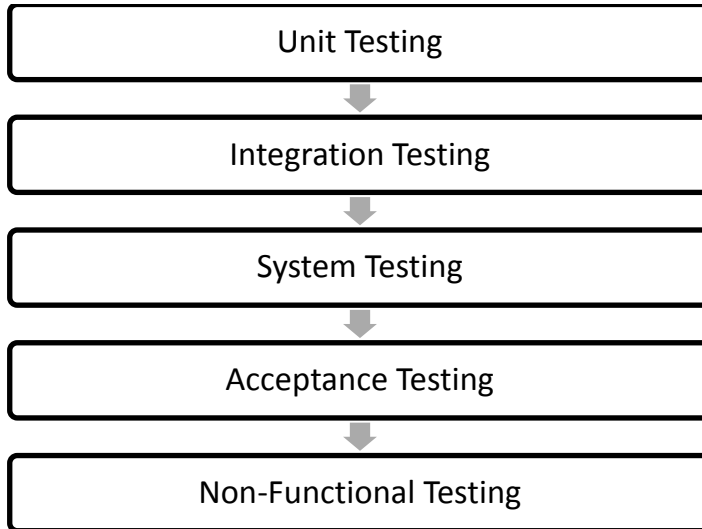 Unit Testing
Integration Testing
System Testing
Acceptance Testing
Non-Functional Testing